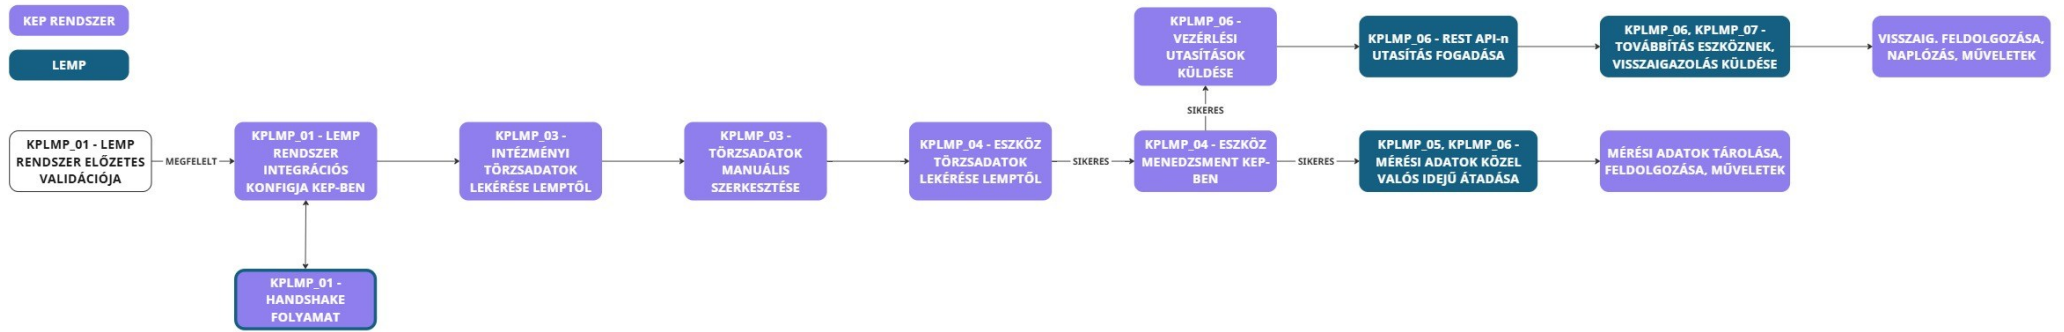 KEP RENDSZER
LEMP
KPLMP_01 - LEMP
RENDSZER ELŐZETES
VALIDÁCIÓJA
MEGFELELT
KPLMP_01 - LEMP
RENDSZER
INTEGRÁCIÓS
KONFIGJA KEP-BEN
KPLMP_01 -
HANDSHAKE
FOLYAMAT
KPLMP_03 -
INTÉZMÉNYI
TÖRZSADATOK
LEKÉRÉSE LEMPTŐL
KPLMP_03 -
TÖRZSADATOK
MANUÁLIS
SZERKESZTÉSE
KPLMP_04 - ESZKÖZ
TÖRZSADATOK
LEKÉRÉSE LEMPTŐL
SIKERES
KPLMP_04 - ESZKÖZ
MENEDZSMENT KEP-
BEN
SIKERES
KPLMP_06 -
VEZÉRLÉSI
UTASÍTÁSOK
KÜLDÉSE
KPLMP_06 - REST API-n
UTASÍTÁS FOGADÁSA
KPLMP_06, KPLMP_07 -
TOVÁBBÍTÁS ESZKÖZNEK,
VISSZAIGAZOLÁS KÜLDÉSE
VISSZAIG. FELDOLGOZÁSA,
NAPLÓZÁS, MŰVELETEK
SIKERES
KPLMP_05, KPLMP_06 -
MÉRÉSI ADATOK KÖZEL
VALÓS IDEJŰ ÁTADÁSA
MÉRÉSI ADATOK TÁROLÁSA,
FELDOLGOZÁSA, MŰVELETEK